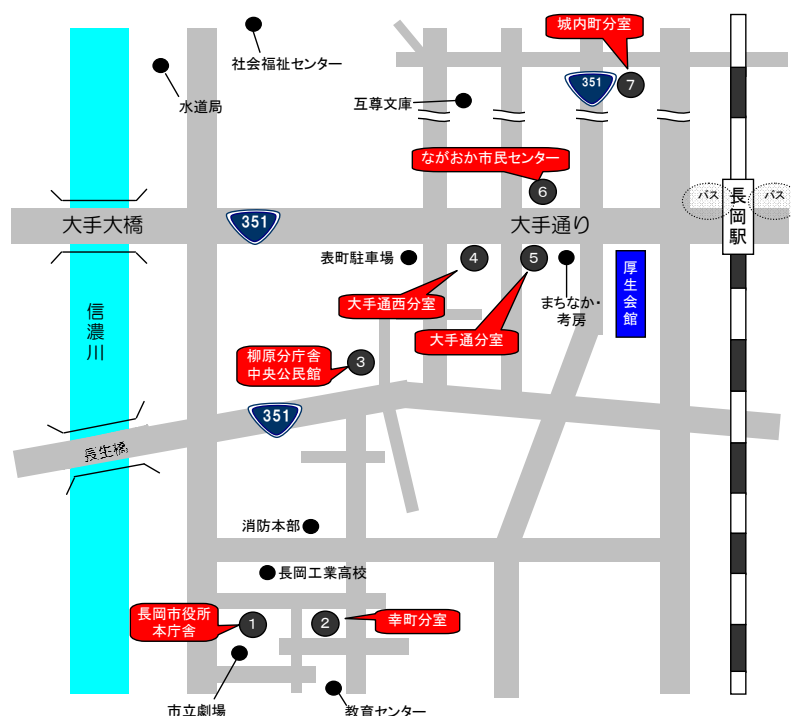 城内町分室
社会福祉センター
351
7
水道局
互尊文庫
ながおか市民センター
6
バス
長岡駅
バス
大手大橋
351
大手通り
表町駐車場
4
5
厚生会館
大手通西分室
まちなか・
考房
信濃川
大手通分室
柳原分庁舎
中央公民館
3
351
長生橋
消防本部
長岡工業高校
長岡市役所
本庁舎
1
2
幸町分室
市立劇場
教育センター